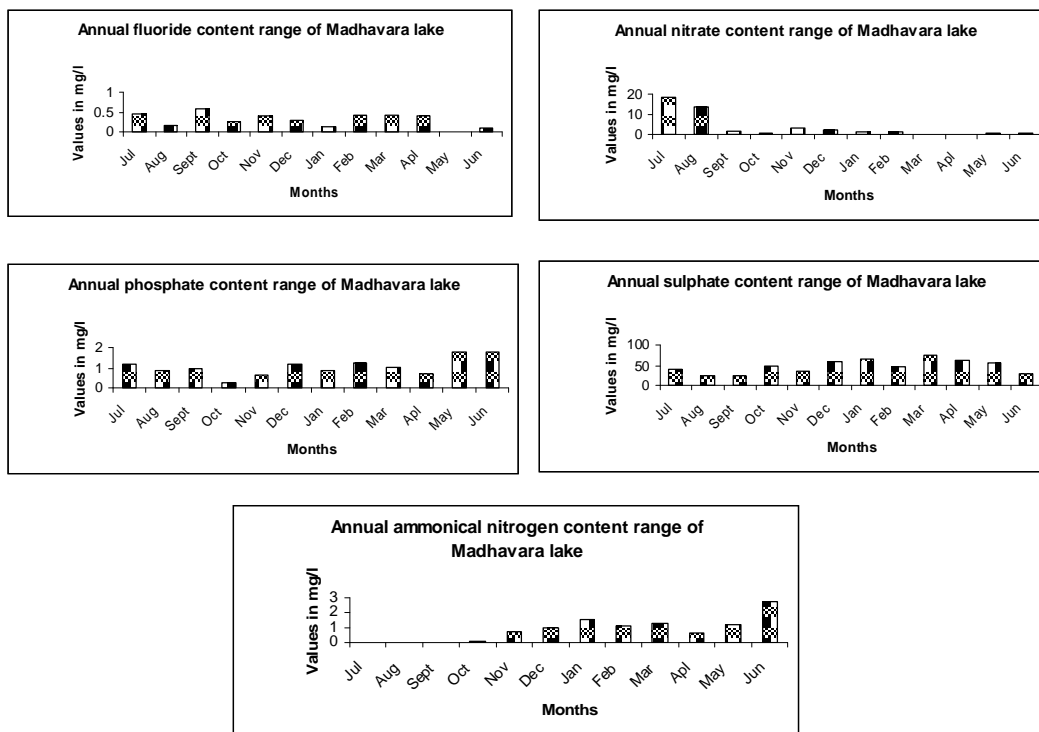 Annual fluoride content range of Madhavara lake
Values in mg/l
1
0.5
0
Jul Aug Sept Oct Nov Dec Jan Feb Mar Apl May Jun
Months
Annual nitrate content range of Madhavara lake
Values in mg/l
20
10
0
Jul Aug Sept Oct Nov Dec Jan Feb Mar Apl May Jun
Months
Annual phosphate content range of Madhavara lake
Values in mg/l
2
1
0
Jul Aug Sept Oct Nov Dec Jan Feb Mar Apl May Jun
Months
Annual sulphate content range of Madhavara lake
Values in mg/l
100
50
0
Jul Aug Sept Oct Nov Dec Jan Feb Mar Apl May Jun
Months
Annual ammonical nitrogen content range of
Madhavara lake
Values in mg/l
3
2
1
0
Jul Aug Sept Oct Nov Dec Jan Feb Mar Apl May Jun
Months